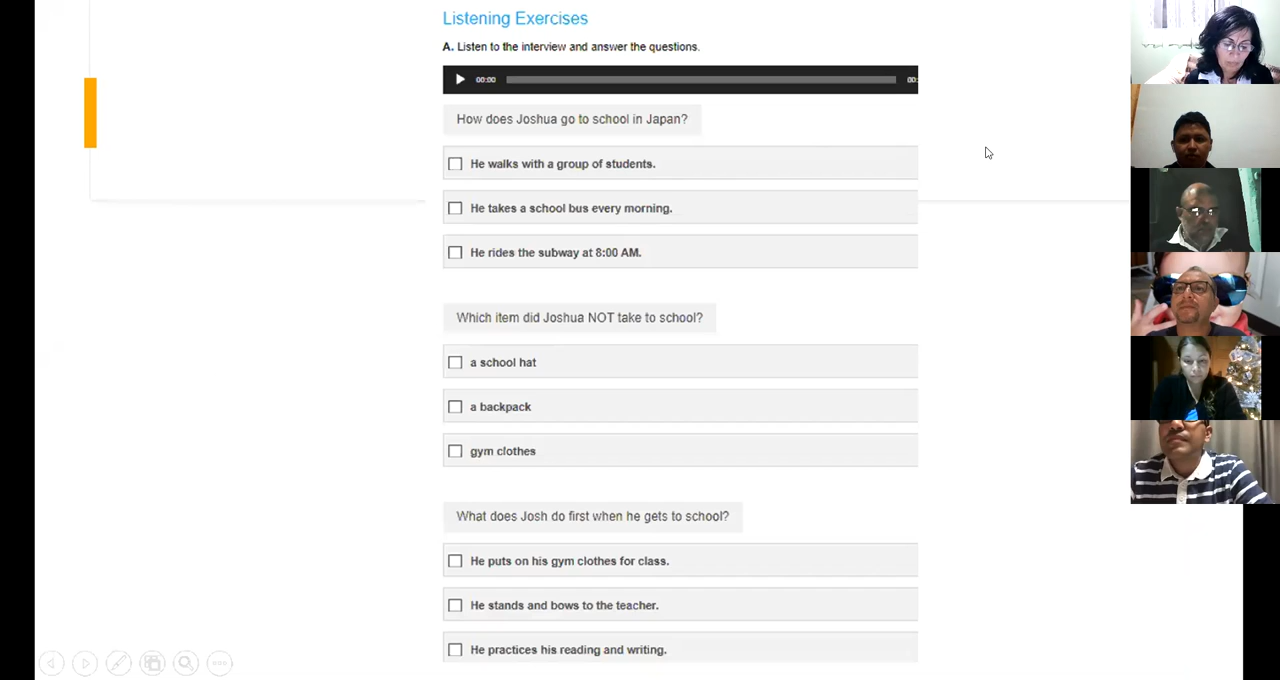 Listening Exercises
A. Listen to the interview and answer the questions.
00:00
00:
How does Joshua go to school in Japan?
He walks with a group of students.
He takes a school bus every morning.
He rides the subway at 8:00 AM.
Which item did Joshua NOT take to school?
a school hat
a backpack
gym clothes
What does Josh do first when he gets to school?
He puts on his gym clothes for class.
He stands and bows to the teacher.
He practices his reading and writing.